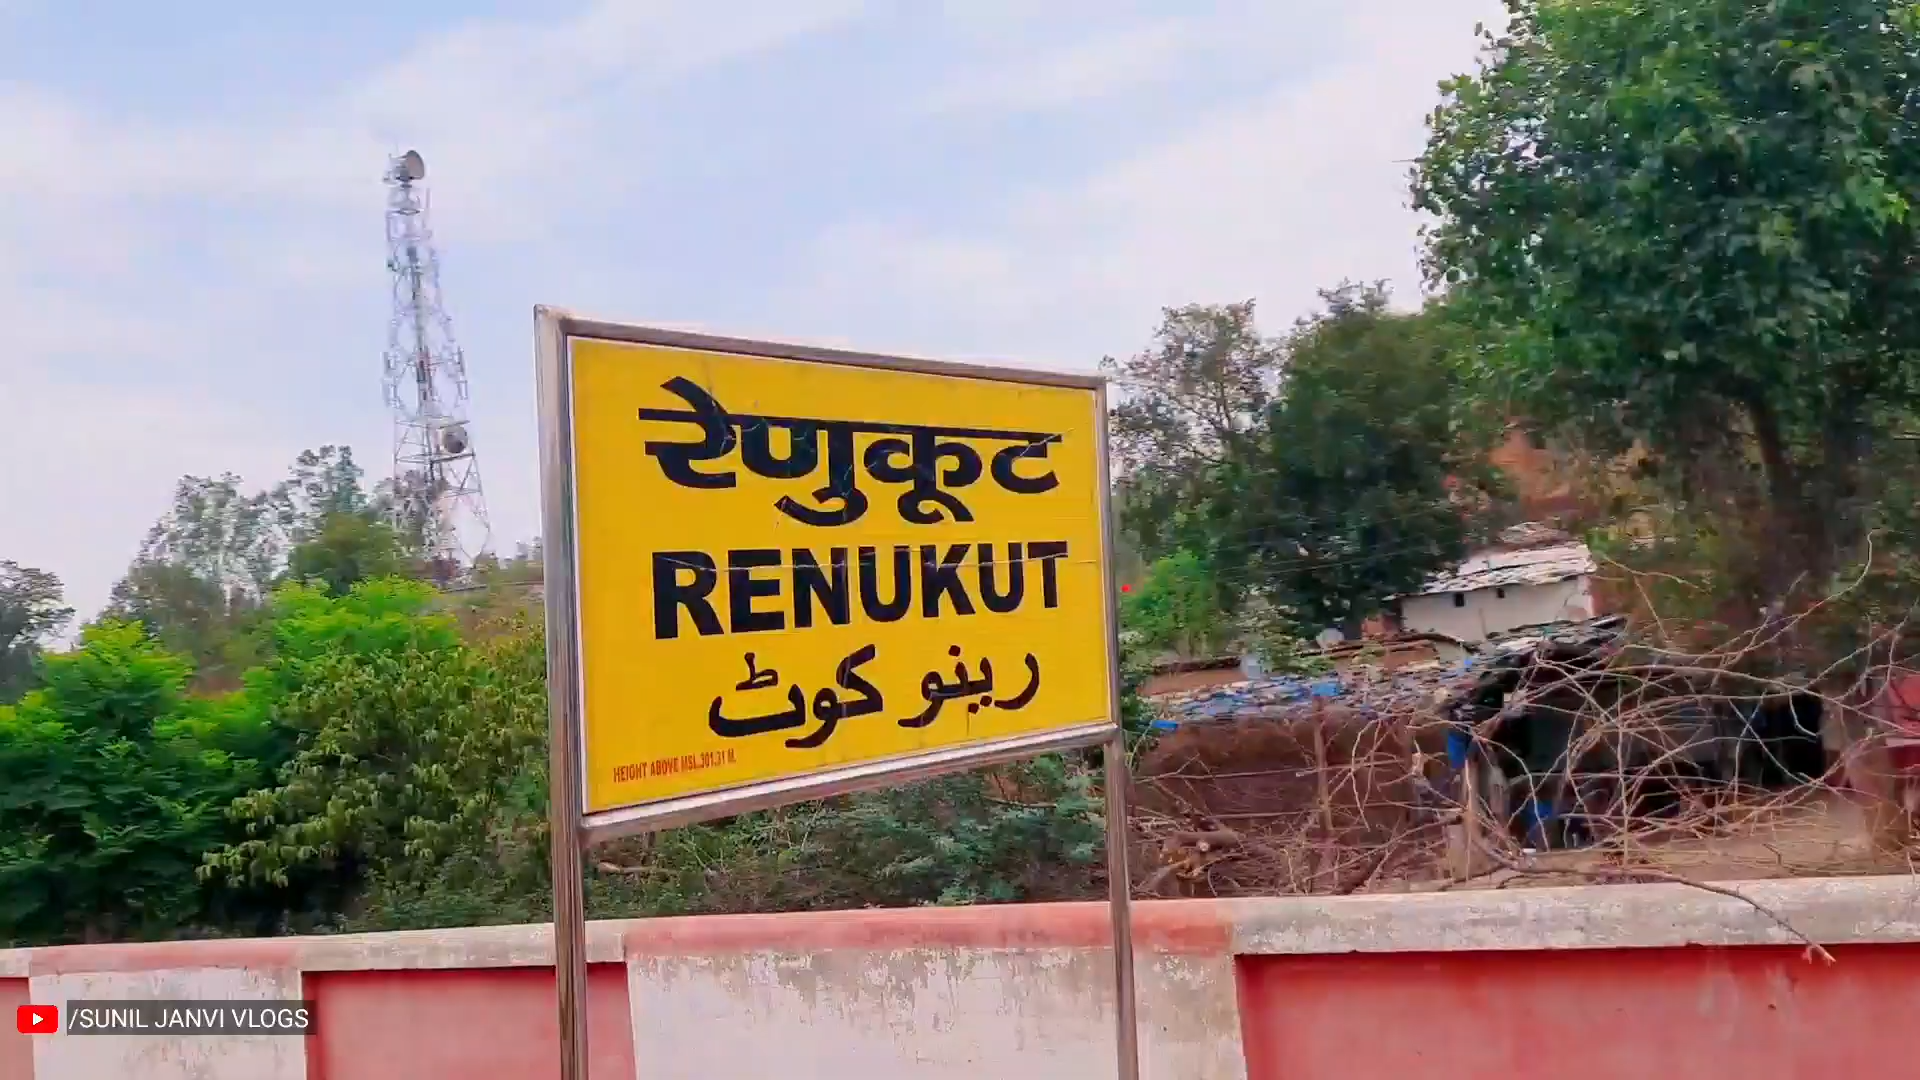 रेणुकूट
RENUKUT
رینو کوٹ
HEIGHT ABOVE MSL.301.31 M.
/SUNIL JANVI VLOGS